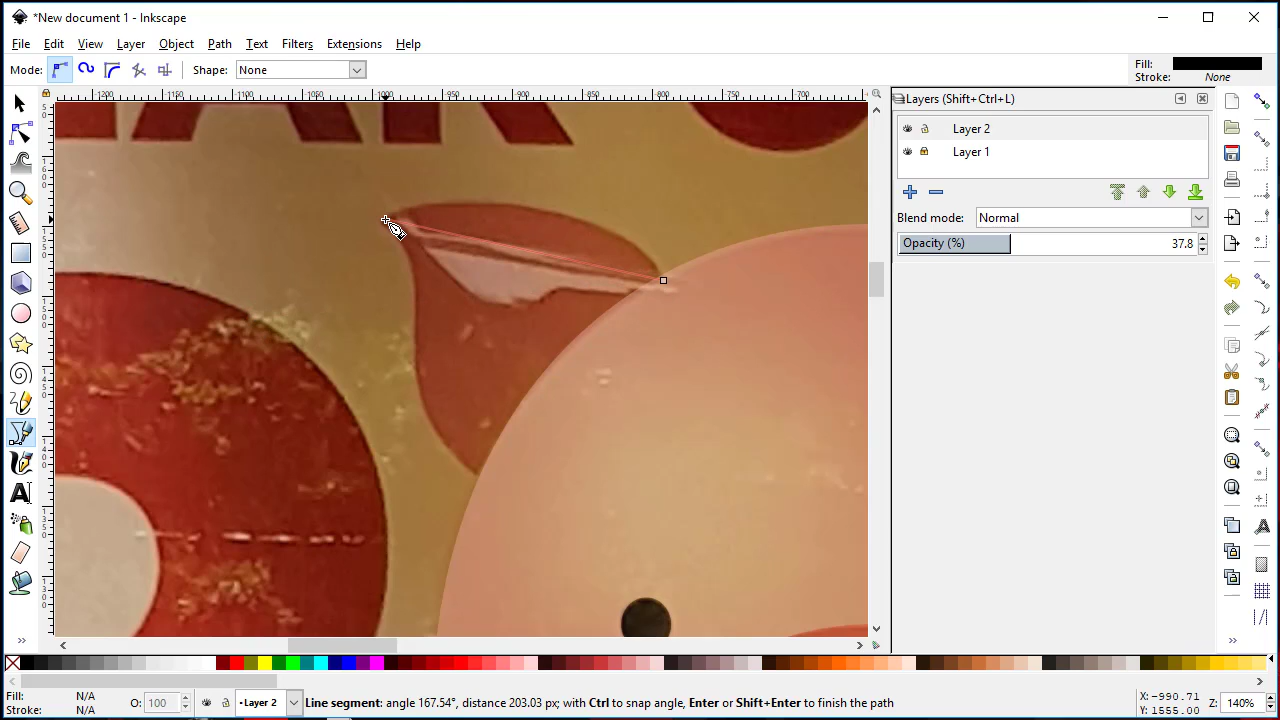 *New document 1 - Inkscape
File Edit View Layer Object Path Text Filters Extensions Help
Mode: Shape: None Fill:
Stroke: None
-1200 -1150 -1100 -1050 -1000 -950 -900 -850 -800 -750 -700
Layers (Shift+Ctrl+L)
Layer 2
Layer 1
Blend mode: Normal
Opacity (%) 37.8
Fill: N/A
Stroke: N/A
O: 100
Layer 2
Line segment: angle 167.54°, distance 203.03 px; with Ctrl to snap angle, Enter or Shift+Enter to finish the path
X: -990.71
Y: 1555.00
Z: 140%